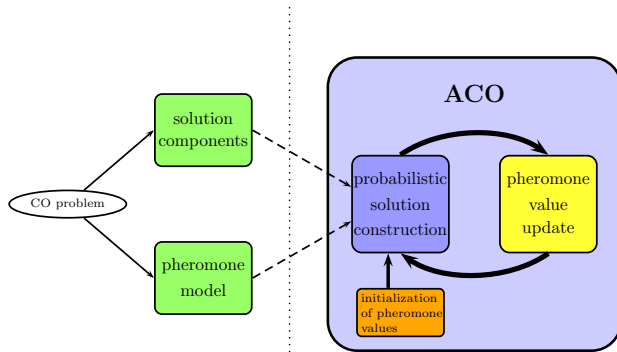 ACO
solution
components
CO problem
pheromone
model
probabilistic
solution
construction
pheromone
value
update
initialization
of pheromone
values